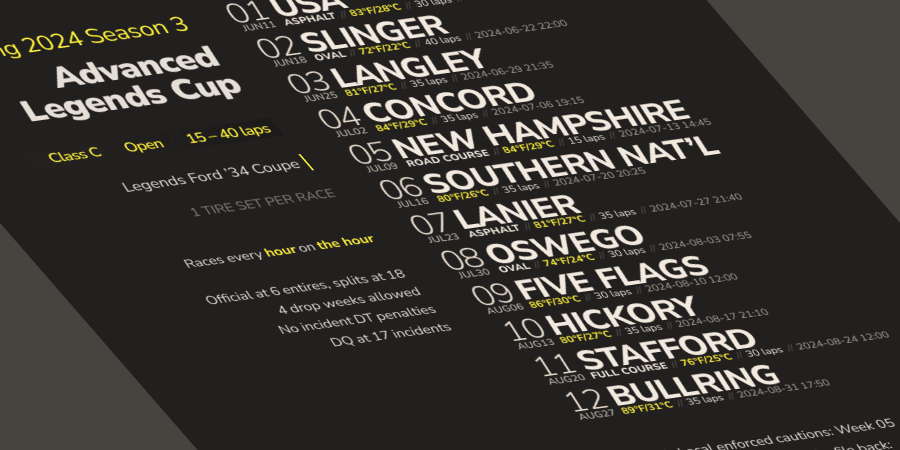 ng 2024 Season 3
Advanced
Legends Cup
Class C Open 15–40 laps
Legends Ford '34 Coupe
1 TIRE SET PER RACE
Races every hour on the hour
Official at 6 entires, splits at 18
4 drop weeks allowed
No incident DT penalties
DQ at 17 incidents
01 USA
JUN11 ASPHALT // 83°F/28°C // 30 laps
02 SLINGER
JUN18 OVAL // 72°F/22°C // 40 laps // 2024-06-22 22:00
03 LANGLEY
JUN25 81°F/27°C // 35 laps // 2024-06-29 21:35
04 CONCORD
JUL02 84°F/29°C // 35 laps // 2024-07-06 19:15
05 NEW HAMPSHIRE
JUL09 ROAD COURSE // 84°F/29°C // 15 laps // 2024-07-13 14:45
06 SOUTHERN NAT'L
JUL16 80°F/26°C // 35 laps // 2024-07-20 20:25
07 LANIER
JUL23 ASPHALT // 81°F/27°C // 35 laps // 2024-07-27 21:40
08 OSWEGO
JUL30 OVAL // 74°F/24°C // 30 laps // 2024-08-03 07:55
09 FIVE FLAGS
AUG06 86°F/30°C // 30 laps // 2024-08-10 12:00
10 HICKORY
AUG13 80°F/27°C // 35 laps // 2024-08-17 21:10
11 STAFFORD
AUG20 FULL COURSE // 76°F/25°C // 30 laps // 2024-08-24 12:00
12 BULLRING
AUG27 89°F/31°C // 35 laps // 2024-08-31 17:50
cal enforced cautions: Week 05
file back: